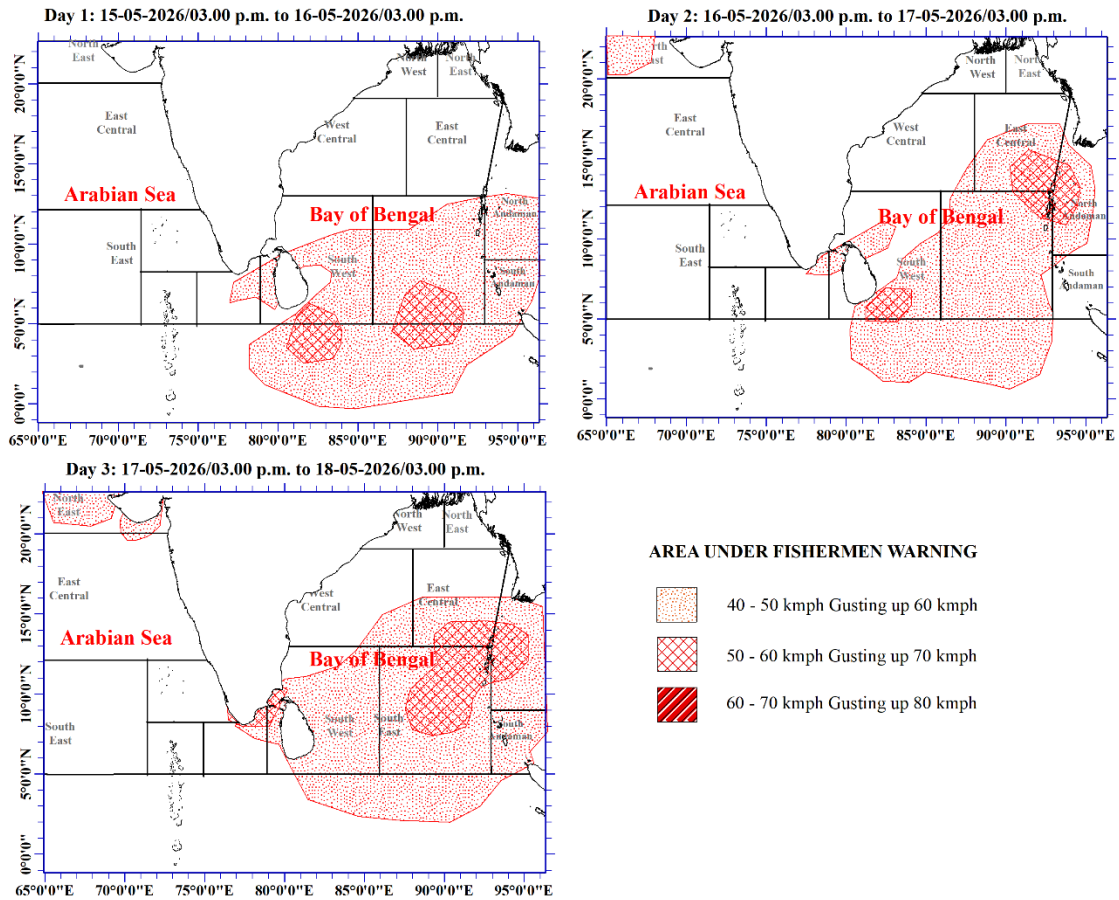 Day 1: 15-05-2026/03.00 p.m. to 16-05-2026/03.00 p.m.
North
East
North
West
North
East
East
Central
West
Central
East
Central
Arabian Sea
Bay of Bengal
North
Andaman
South
East
South
West
South
Andaman
20°0'0"N
15°0'0"N
10°0'0"N
5°0'0"N
0°0'0"
65°0'0"E 70°0'0"E 75°0'0"E 80°0'0"E 85°0'0"E 90°0'0"E 95°0'0"E
Day 2: 16-05-2026/03.00 p.m. to 17-05-2026/03.00 p.m.
North
West
North
East
East
Central
West
Central
East
Central
Arabian Sea
Bay of Bengal
North
Andaman
South
East
South
West
South
Andaman
20°0'0"N
15°0'0"N
10°0'0"N
5°0'0"N
0°0'0"
65°0'0"E 70°0'0"E 75°0'0"E 80°0'0"E 85°0'0"E 90°0'0"E 95°0'0"E
Day 3: 17-05-2026/03.00 p.m. to 18-05-2026/03.00 p.m.
North
East
North
West
North
East
East
Central
West
Central
East
Central
Arabian Sea
Bay of Bengal
South
East
South
West
South
East
South
Andaman
20°0'0"N
15°0'0"N
10°0'0"N
5°0'0"N
0°0'0"
65°0'0"E 70°0'0"E 75°0'0"E 80°0'0"E 85°0'0"E 90°0'0"E 95°0'0"E
AREA UNDER FISHERMEN WARNING
40 - 50 kmph Gusting up 60 kmph
50 - 60 kmph Gusting up 70 kmph
60 - 70 kmph Gusting up 80 kmph